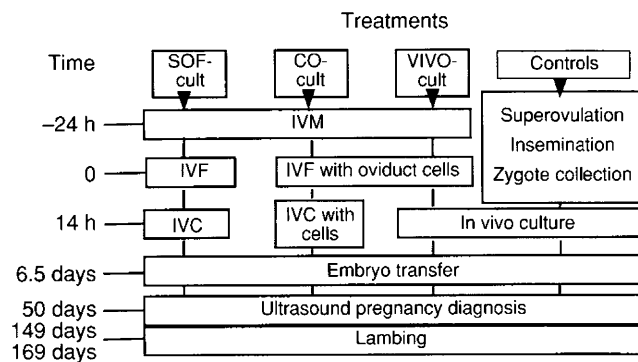 Treatments
Time
SOF-
cult
CO-
cult
VIVO-
cult
Controls
–24 h
IVM
Superovulation
Insemination
Zygote collection
0
IVF
IVF with oviduct cells
14 h
IVC
IVC with
cells
In vivo culture
6.5 days
Embryo transfer
50 days
Ultrasound pregnancy diagnosis
149 days
169 days
Lambing